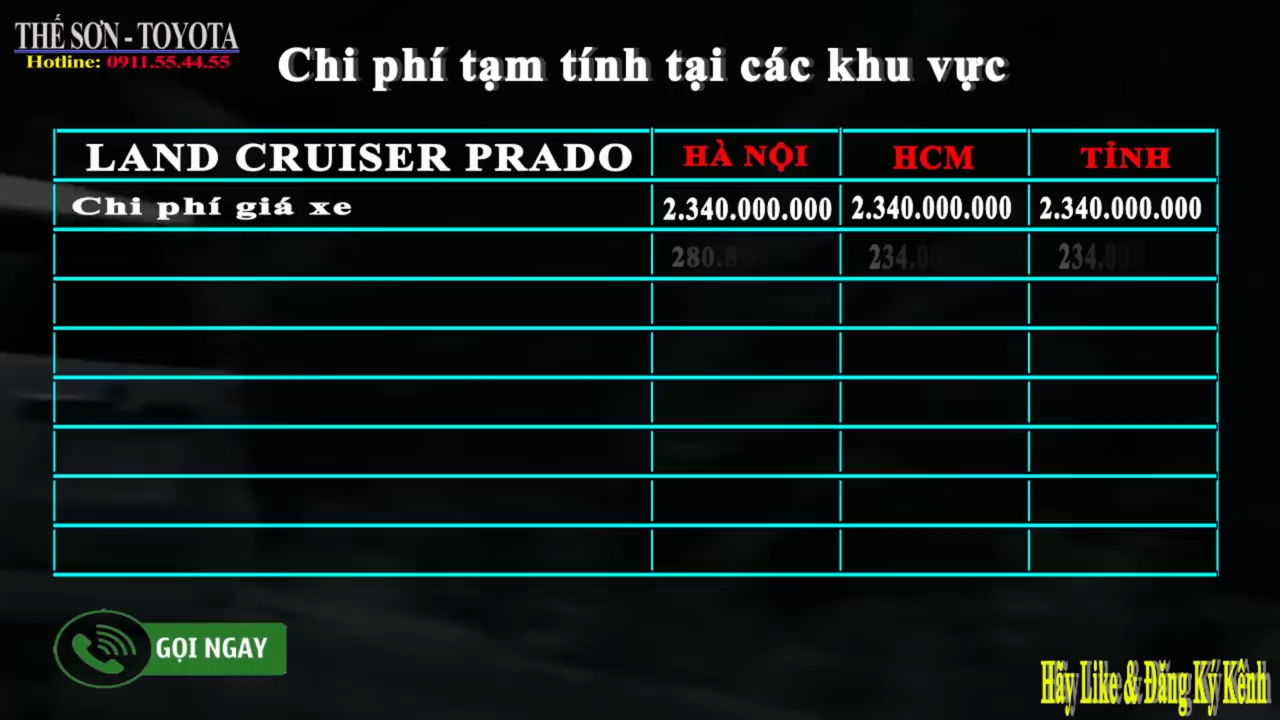 THẾ SƠN - TOYOTA
Hotline: 0911.55.44.55
Chi phí tạm tính tại các khu vực
LAND CRUISER PRADO HÀ NỘI HCM TỈNH
Chi phí giá xe 2.340.000.000 2.340.000.000 2.340.000.000
GỌI NGAY
Hãy Like & Đăng Ký Kênh